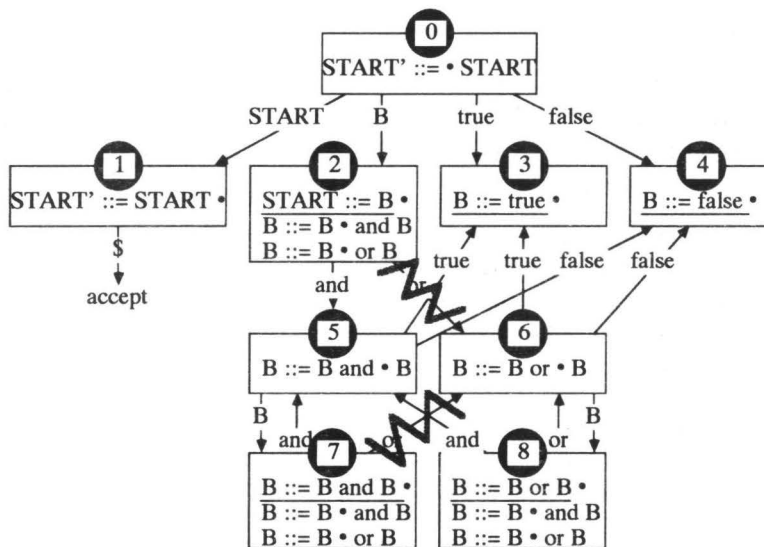 0
START' ::= • START
START B true false
1 2 3 4
START' ::= START •
START ::= B •
B ::= B • and B
B ::= B • or B
B ::= true •
B ::= false •
$
accept
and or true true false false
5 6
B ::= B and • B
B ::= B or • B
B and or and or B
7 8
B ::= B and B •
B ::= B • and B
B ::= B • or B
B ::= B or B •
B ::= B • and B
B ::= B • or B